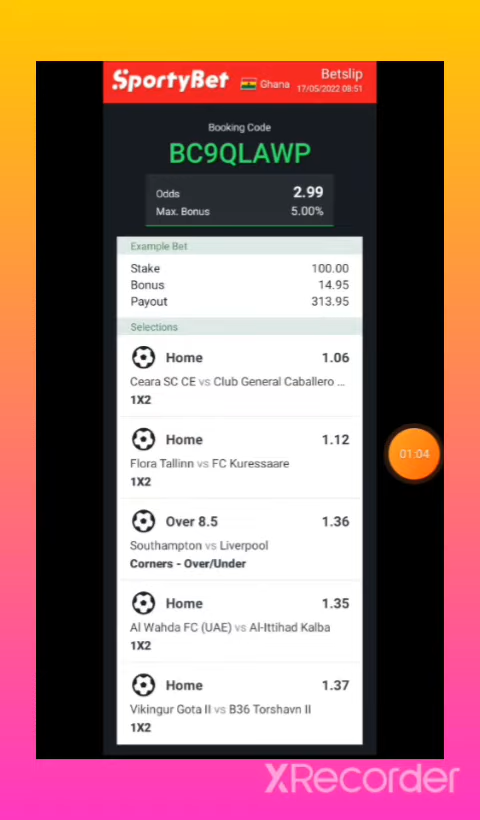 SportyBet Ghana Betslip
17/05/2022 08:51
Booking Code
BC9QLAWP
Odds 2.99
Max. Bonus 5.00%
Example Bet
Stake 100.00
Bonus 14.95
Payout 313.95
Selections
Home 1.06
Ceara SC CE vs Club General Caballero ...
1X2
Home 1.12
Flora Tallinn vs FC Kuressaare
1X2
Over 8.5 1.36
Southampton vs Liverpool
Corners - Over/Under
01:04
Home 1.35
Al Wahda FC (UAE) vs Al-Ittihad Kalba
1X2
Home 1.37
Vikingur Gota II vs B36 Torshavn II
1X2
XRecorder